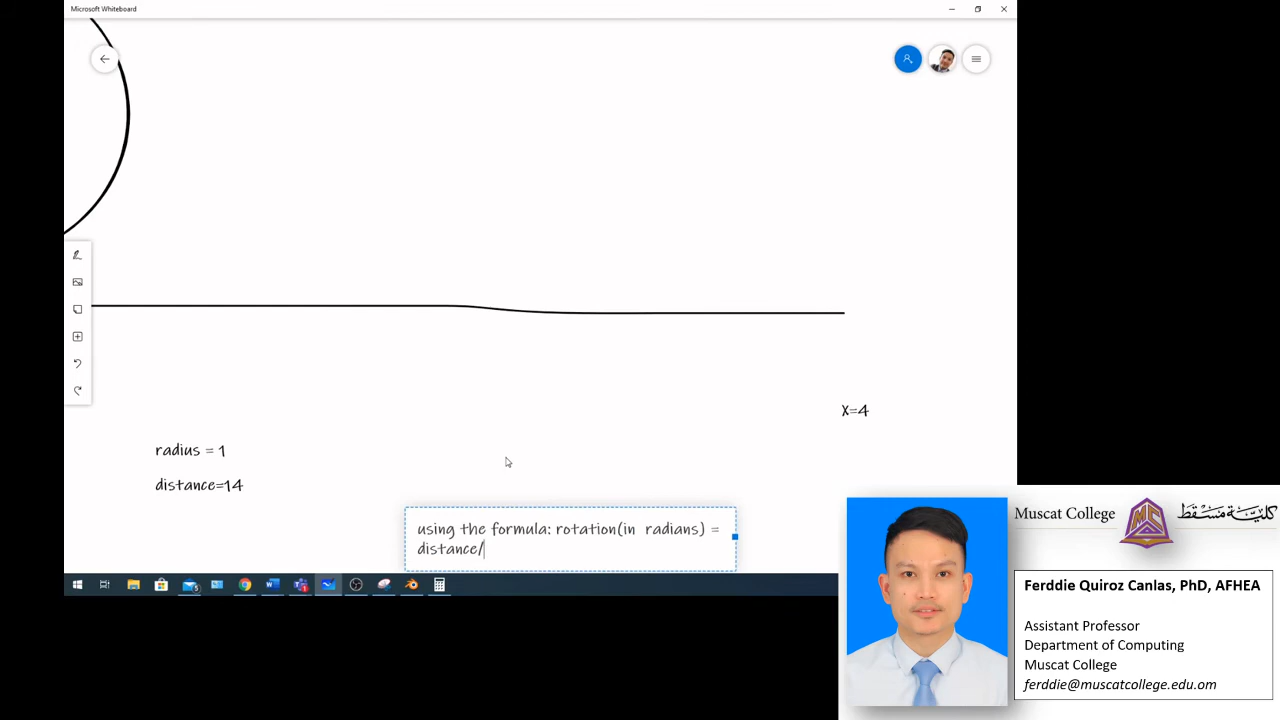 Microsoft Whiteboard
X=4
radius = 1
distance=14
using the formula: rotation(in radians) =
distance/
Muscat College
كلية مسقط
Ferddie Quiroz Canlas, PhD, AFHEA
Assistant Professor
Department of Computing
Muscat College
ferddie@muscatcollege.edu.om